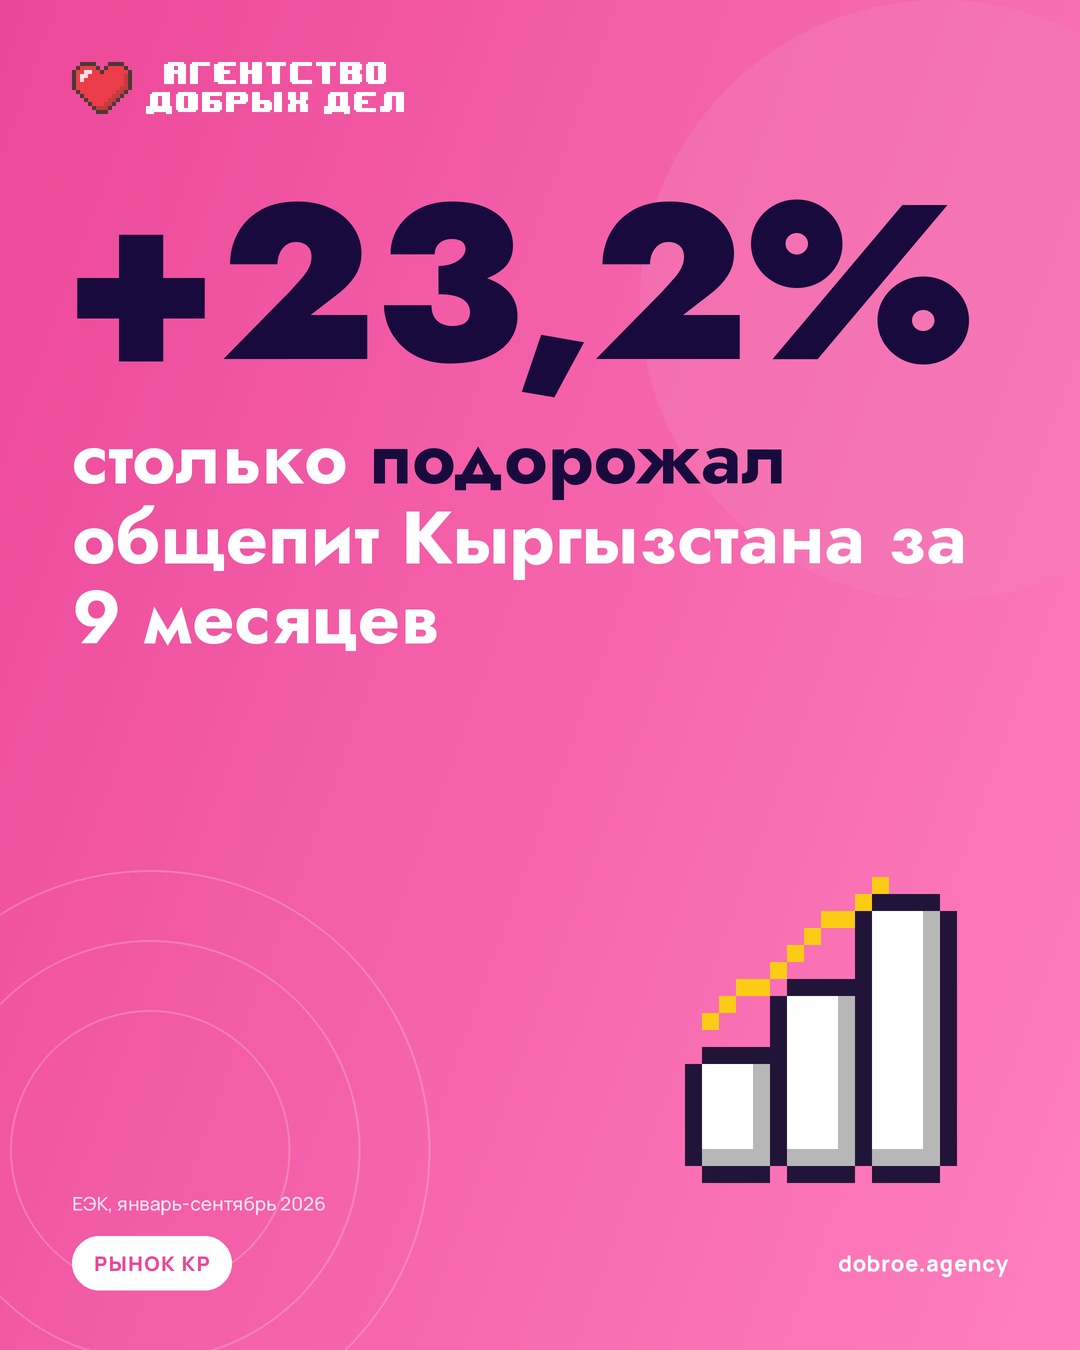 АГЕНТСТВО
ДОБРЫХ ДЕЛ
+23,2%
столько подорожал
общепит Кыргызстана за
9 месяцев
ЕЭК, январь-сентябрь 2026
РЫНОК КР
dobroe.agency